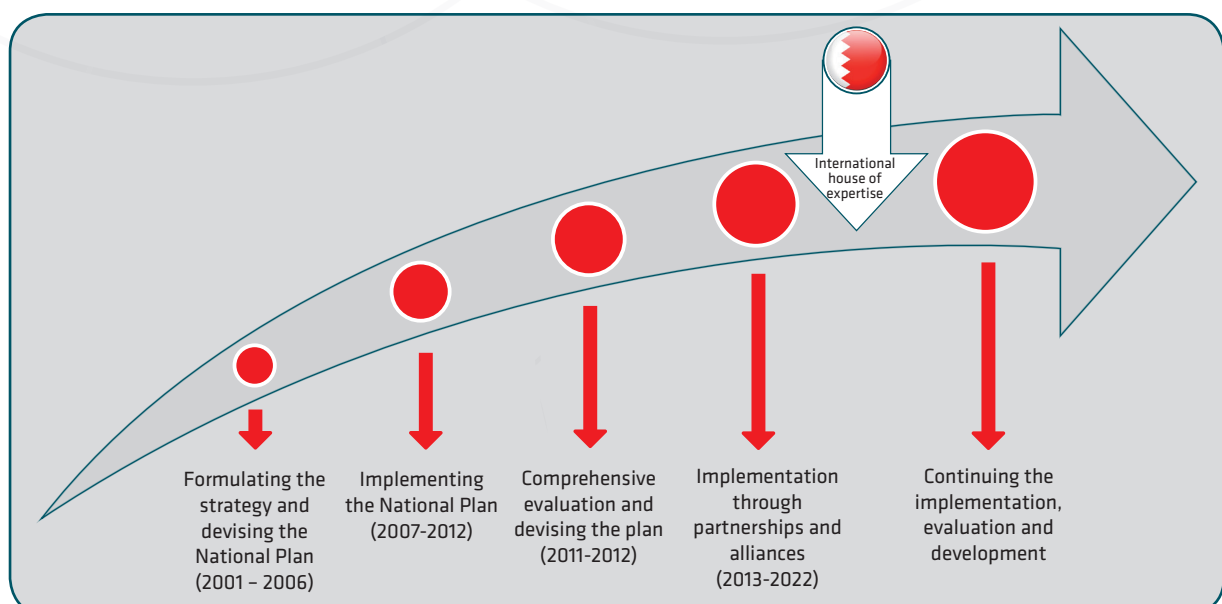 International
house of
expertise
Formulating the
strategy and
devising the
National Plan
(2001 – 2006)
Implementing
the National Plan
(2007-2012)
Comprehensive
evaluation and
devising the plan
(2011-2012)
Implementation
through
partnerships and
alliances
(2013-2022)
Continuing the
implementation,
evaluation and
development